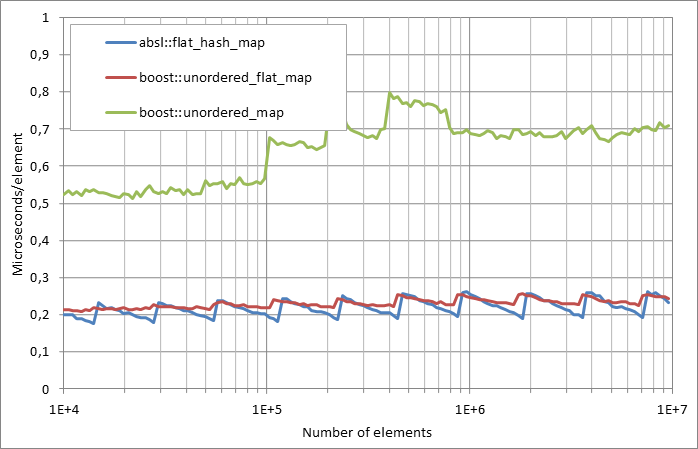 1
0,9
0,8
0,7
0,6
0,5
0,4
0,3
0,2
0,1
0
absl::flat_hash_map
boost::unordered_flat_map
boost::unordered_map
Microseconds/element
1E+4 1E+5 1E+6 1E+7
Number of elements